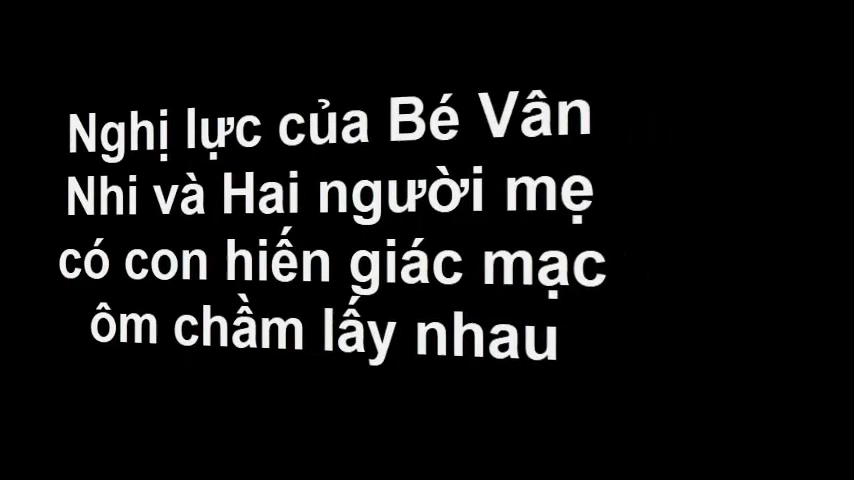 Nghị lực của Bé Vân
Nhi và Hai người mẹ
có con hiến giác mạc
ôm chầm lấy nhau